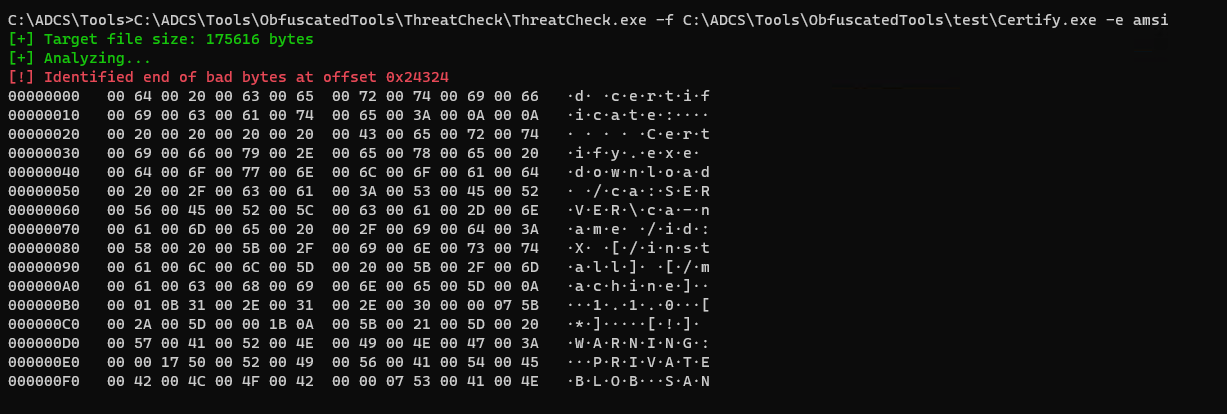 C:\ADCS\Tools>C:\ADCS\Tools\ObfuscatedTools\ThreatCheck\ThreatCheck.exe -f C:\ADCS\Tools\ObfuscatedTools\test\Certify.exe -e amsi
[+] Target file size: 175616 bytes
[+] Analyzing...
[!] Identified end of bad bytes at offset 0x24324
00000000   00 64 00 20 00 63 00 65  00 72 00 74 00 69 00 66   ·d· ·c·e·r·t·i·f
00000010   00 69 00 63 00 61 00 74  00 65 00 3A 00 0A 00 0A   ·i·c·a·t·e·:····
00000020   00 20 00 20 00 20 00 20  00 43 00 65 00 72 00 74   · · · · ·C·e·r·t
00000030   00 69 00 66 00 79 00 2E  00 65 00 78 00 65 00 20   ·i·f·y·.·e·x·e· 
00000040   00 64 00 6F 00 77 00 6E  00 6C 00 6F 00 61 00 64   ·d·o·w·n·l·o·a·d
00000050   00 20 00 2F 00 63 00 61  00 3A 00 53 00 45 00 52   · ·/·c·a·:·S·E·R
00000060   00 56 00 45 00 52 00 5C  00 63 00 61 00 2D 00 6E   ·V·E·R·\·c·a·-·n
00000070   00 61 00 6D 00 65 00 20  00 2F 00 69 00 64 00 3A   ·a·m·e· ·/·i·d·:
00000080   00 58 00 20 00 5B 00 2F  00 69 00 6E 00 73 00 74   ·X· ·[·/·i·n·s·t
00000090   00 61 00 6C 00 6C 00 5D  00 20 00 5B 00 2F 00 6D   ·a·l·l·]· ·[·/·m
000000A0   00 61 00 63 00 68 00 69  00 6E 00 65 00 5D 00 0A   ·a·c·h·i·n·e·]··
000000B0   00 01 0B 31 00 2E 00 31  00 2E 00 30 00 00 07 5B   ···1·.·1·.·0···[
000000C0   00 2A 00 5D 00 00 1B 0A  00 5B 00 21 00 5D 00 20   ·*·]·····[·!·]· 
000000D0   00 57 00 41 00 52 00 4E  00 49 00 4E 00 47 00 3A   ·W·A·R·N·I·N·G·:
000000E0   00 00 17 50 00 52 00 49  00 56 00 41 00 54 00 45   ···P·R·I·V·A·T·E
000000F0   00 42 00 4C 00 4F 00 42  00 00 07 53 00 41 00 4E   ·B·L·O·B···S·A·N